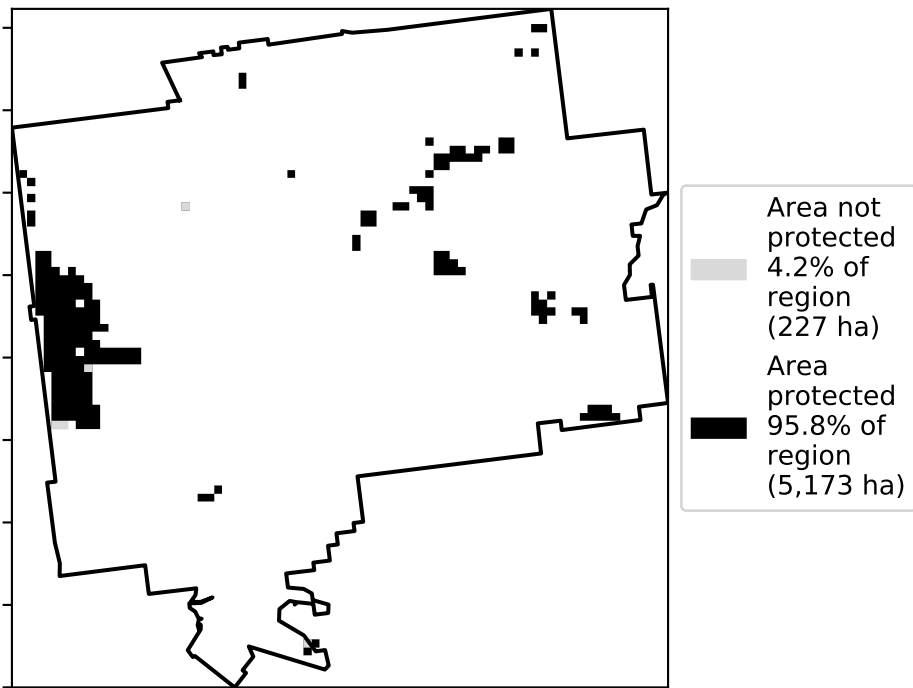 Area not
protected
4.2% of
region
(227 ha)
Area
protected
95.8% of
region
(5,173 ha)